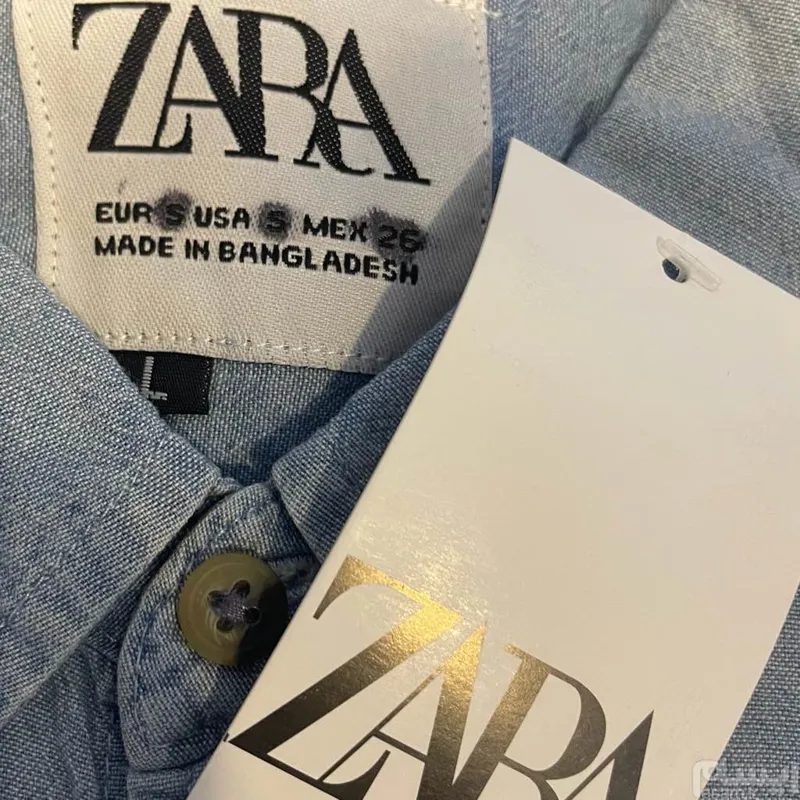 ZARA
EUR S USA S MEX 26
MADE IN BANGLADESH
L
ZARA